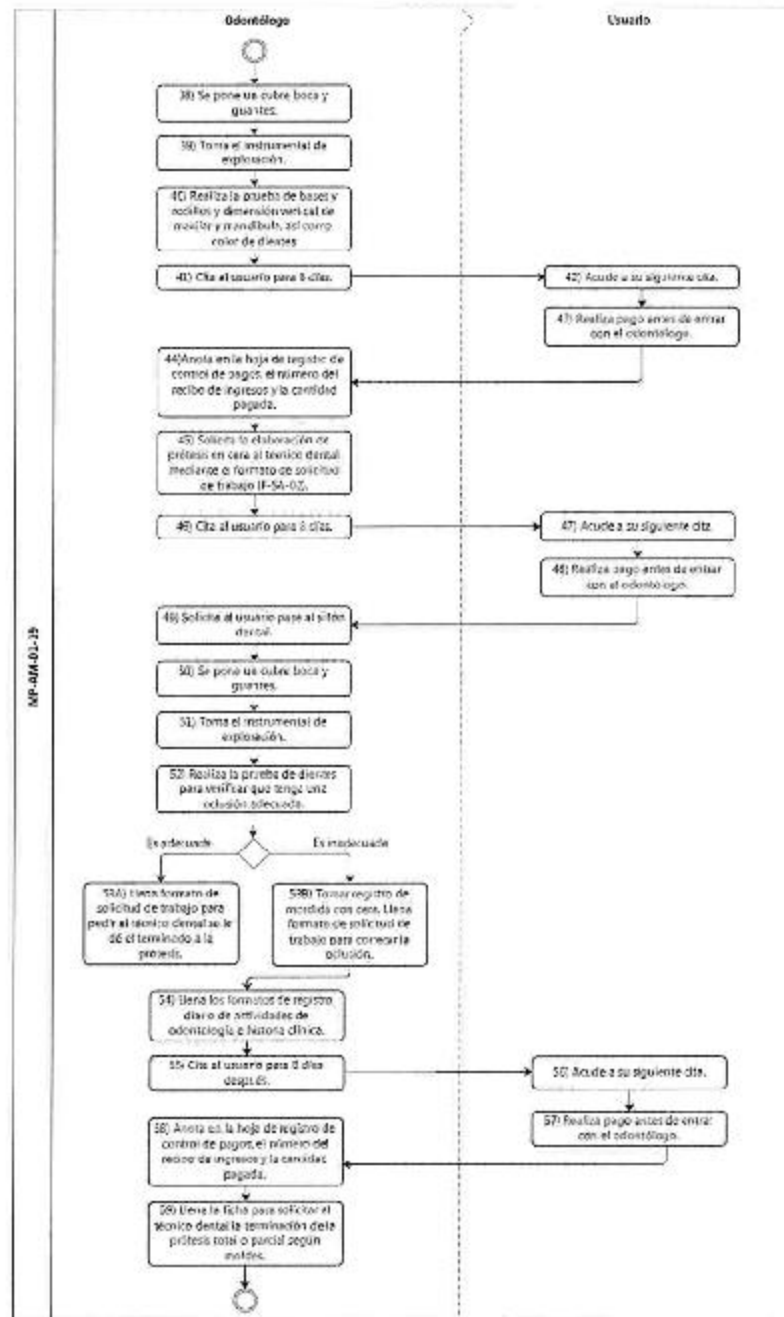 Odontólogo
Usuario
MP-AM-01-19
38) Se pone un cubre boca y
guantes.
39) Toma el instrumental de
exploración.
40) Realiza la prueba de bases y
rodillos y dimensión vertical de
maxilar y mandíbula, así como
color de dientes
41) Cita al usuario para 8 días.
42) Acude a su siguiente cita.
43) Realiza pago antes de entrar
con el odontólogo.
44) Anota en la hoja de registro de
control de pagos, el número del
recibo de ingresos y la cantidad
pagada.
45) Solicita la elaboración de
prótesis en cera al técnico dental
mediante el formato de solicitud
de trabajo (F-SA-02).
46) Cita al usuario para 8 días.
47) Acude a su siguiente cita
48) Realiza pago antes de entrar
con el odontólogo.
49) Solicita al usuario pase al sillón
dental.
50) Se pone un cubre boca y
guantes.
51) Toma el instrumental de
exploración.
52) Realiza la prueba de dientes
para verificar que tenga una
oclusión adecuada.
Es adecuada
Es inadecuada
53A) Llena formato de
solicitud de trabajo para
pedir al técnico dental se le
dé el terminado a la
prótesis.
53B) Tomar registro de
mordida con cera. Llena
formato de solicitud de
trabajo para corregir la
oclusión.
54) Llena los formatos de registro
diario de actividades de
odontología e historia clínica.
55) Cita al usuario para 8 días
después.
56) Acude a su siguiente cita.
57) Realiza pago antes de entrar
con el odontólogo.
58) Anota en la hoja de registro de
control de pagos, el número del
recibo de ingresos y la cantidad
pagada.
59) Llena la ficha para solicitar al
técnico dental la terminación de la
prótesis total o parcial según
moldes.